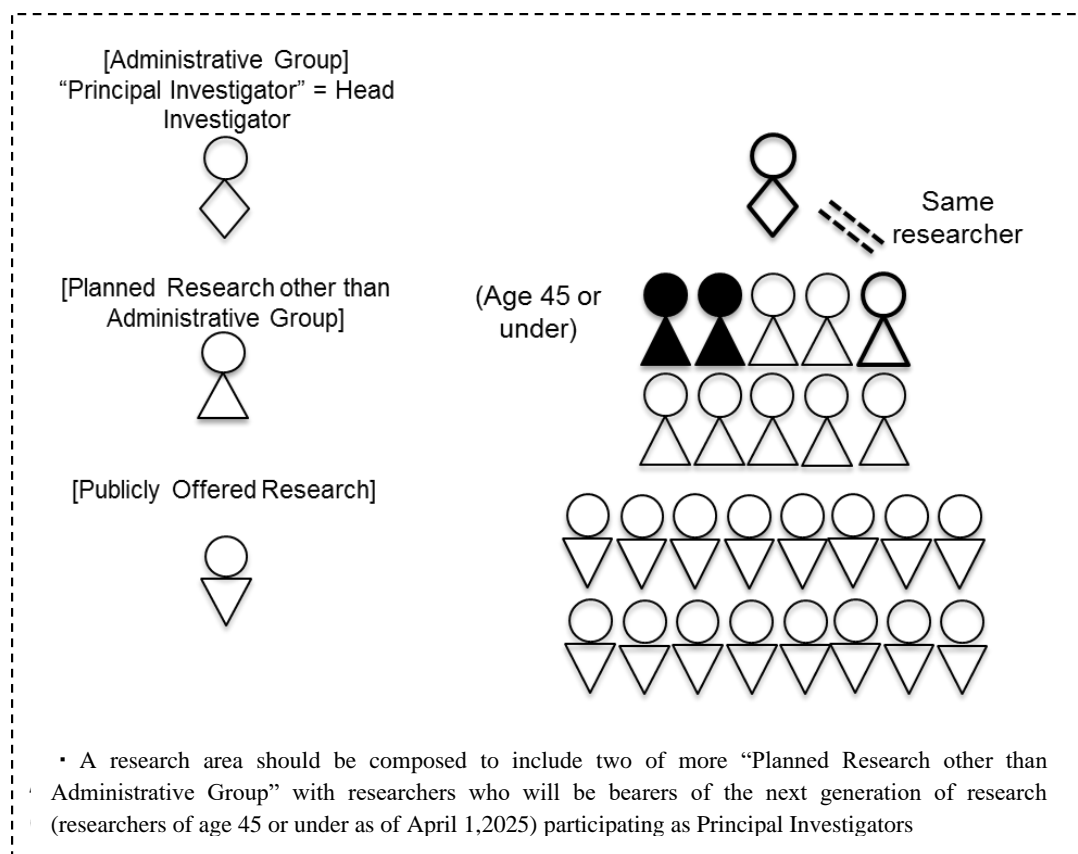 [Administrative Group]
“Principal Investigator” = Head
Investigator
Same
researcher
[Planned Research other than
Administrative Group]
(Age 45 or
under)
[Publicly Offered Research]
・A research area should be composed to include two of more “Planned Research other than
Administrative Group” with researchers who will be bearers of the next generation of research
(researchers of age 45 or under as of April 1,2025) participating as Principal Investigators